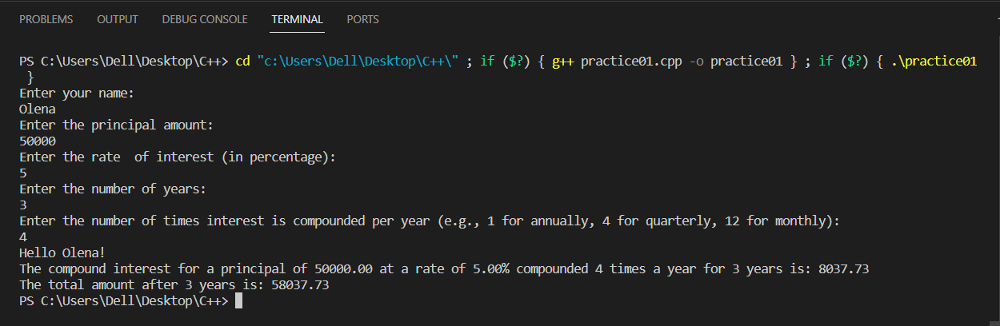 PROBLEMS OUTPUT DEBUG CONSOLE TERMINAL PORTS
PS C:\Users\Dell\Desktop\C++> cd "c:\Users\Dell\Desktop\C++\" ; if ($?) { g++ practice01.cpp -o practice01 } ; if ($?) { .\practice01
}
Enter your name:
Olena
Enter the principal amount:
50000
Enter the rate  of interest (in percentage):
5
Enter the number of years:
3
Enter the number of times interest is compounded per year (e.g., 1 for annually, 4 for quarterly, 12 for monthly):
4
Hello Olena!
The compound interest for a principal of 50000.00 at a rate of 5.00% compounded 4 times a year for 3 years is: 8037.73
The total amount after 3 years is: 58037.73
PS C:\Users\Dell\Desktop\C++>